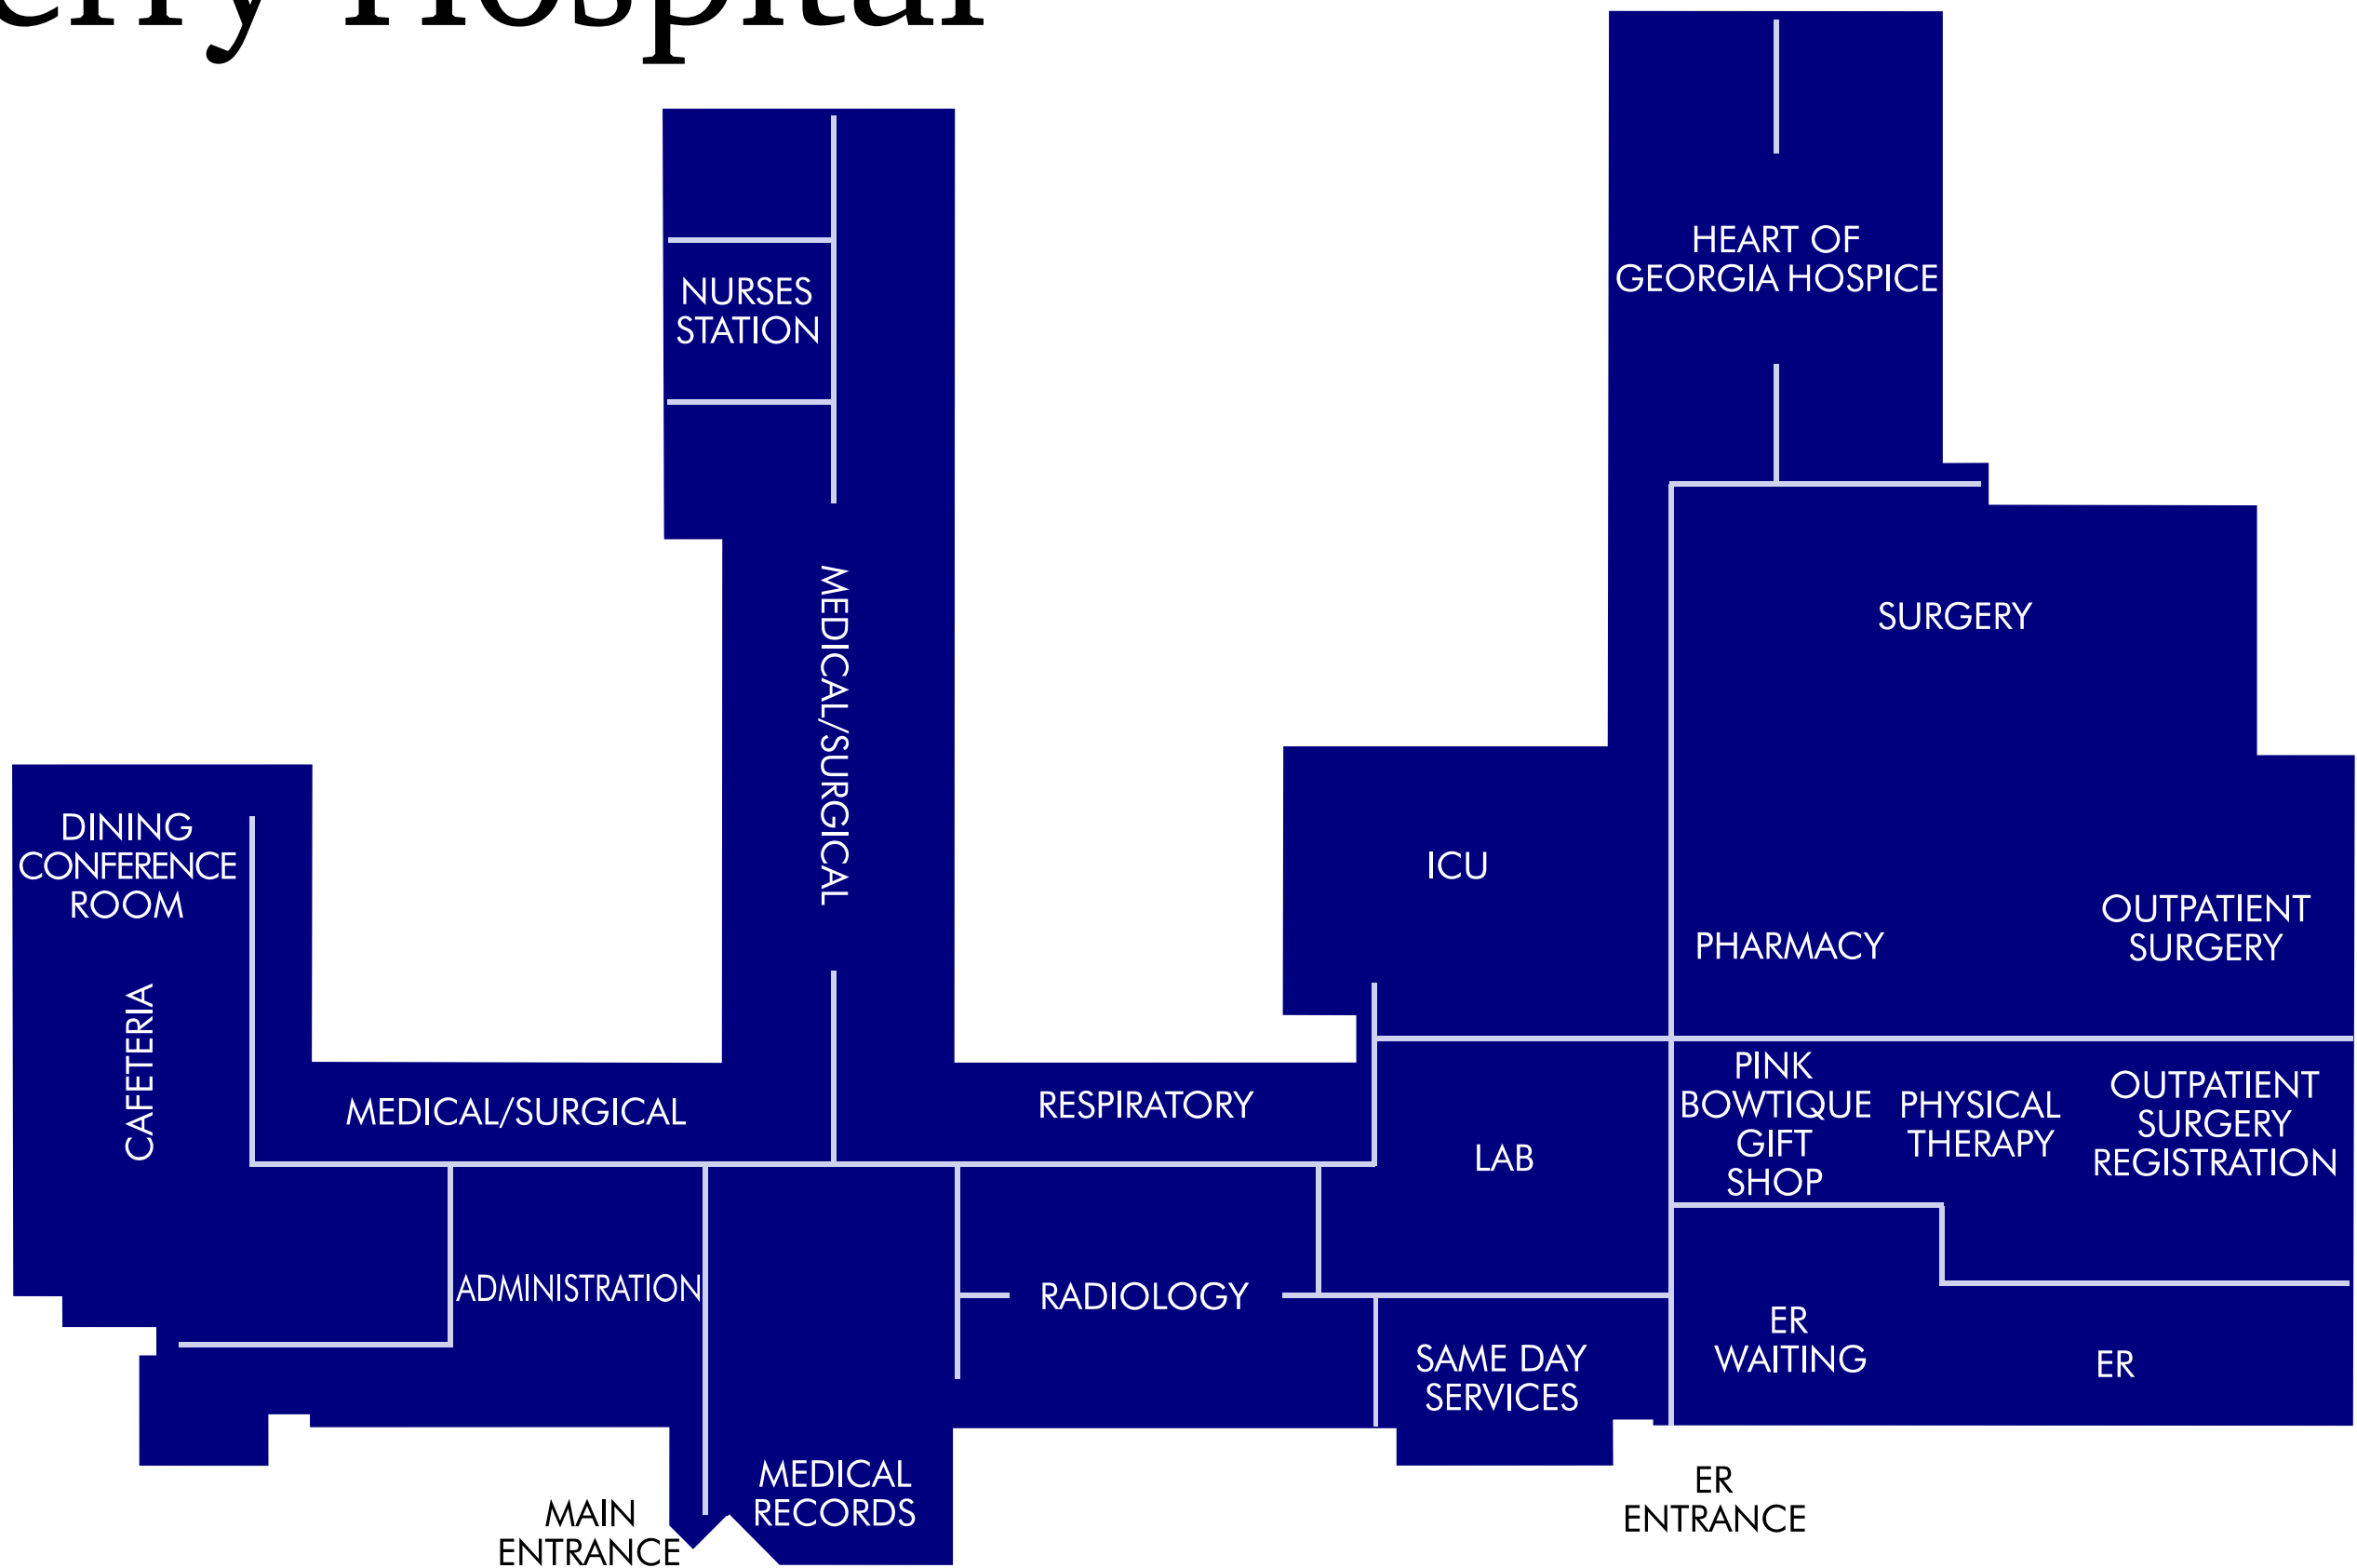 Hospital
HEART OF
GEORGIA HOSPICE
NURSES
STATION
MEDICAL/SURGICAL
SURGERY
DINING
CONFERENCE
ROOM
CAFETERIA
ICU
PHARMACY
OUTPATIENT
SURGERY
MEDICAL/SURGICAL
RESPIRATORY
LAB
PINK
BOWTIQUE
GIFT
SHOP
PHYSICAL
THERAPY
OUTPATIENT
SURGERY
REGISTRATION
ADMINISTRATION
RADIOLOGY
SAME DAY
SERVICES
ER
WAITING
ER
MEDICAL
RECORDS
MAIN
ENTRANCE
ER
ENTRANCE